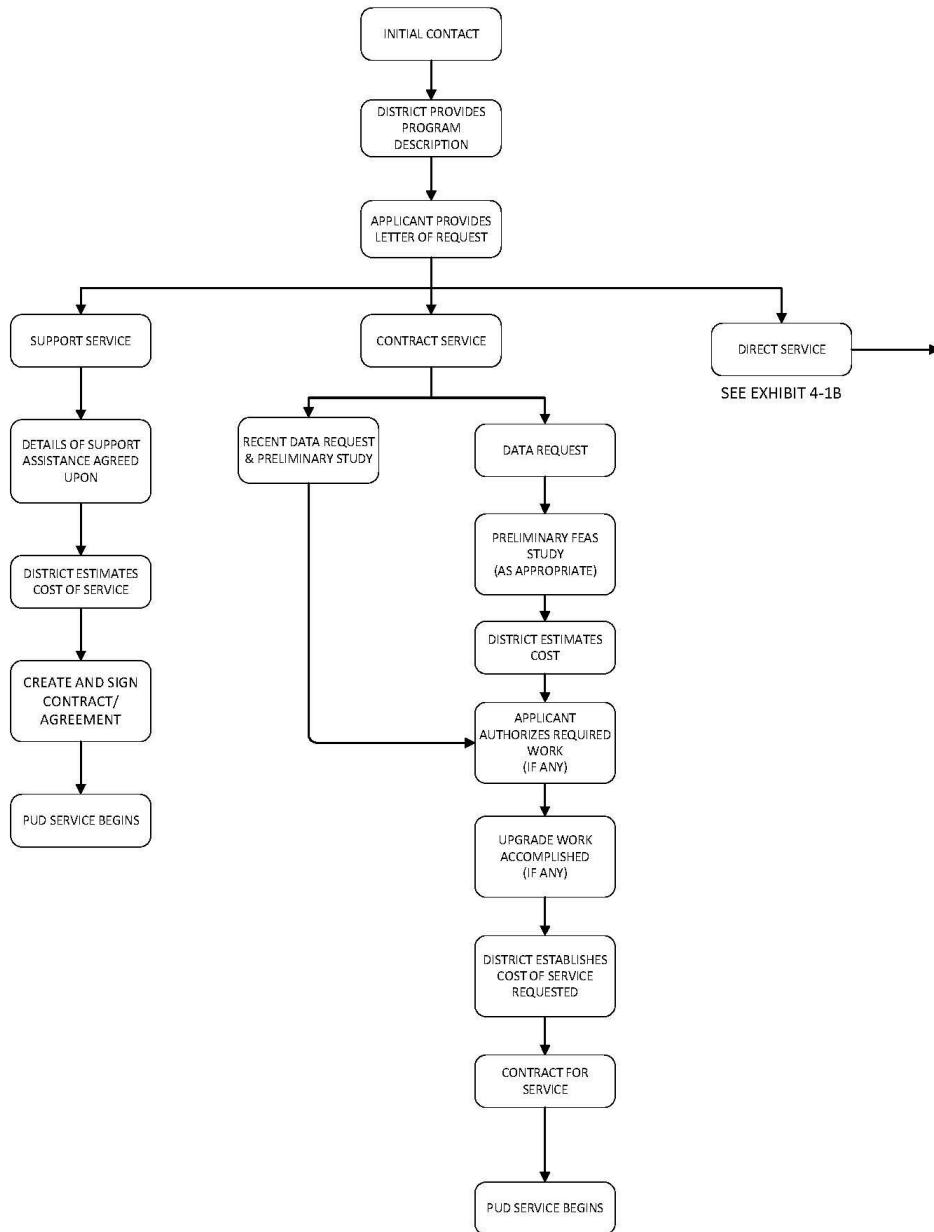 INITIAL CONTACT
DISTRICT PROVIDES
PROGRAM
DESCRIPTION
APPLICANT PROVIDES
LETTER OF REQUEST
SUPPORT SERVICE
CONTRACT SERVICE
DIRECT SERVICE
SEE EXHIBIT 4-1B
DETAILS OF SUPPORT
ASSISTANCE AGREED
UPON
DISTRICT ESTIMATES
COST OF SERVICE
CREATE AND SIGN
CONTRACT/
AGREEMENT
PUD SERVICE BEGINS
RECENT DATA REQUEST
& PRELIMINARY STUDY
DATA REQUEST
PRELIMINARY FEAS
STUDY
(AS APPROPRIATE)
DISTRICT ESTIMATES
COST
APPLICANT
AUTHORIZES REQUIRED
WORK
(IF ANY)
UPGRADE WORK
ACCOMPLISHED
(IF ANY)
DISTRICT ESTABLISHES
COST OF SERVICE
REQUESTED
CONTRACT FOR
SERVICE
PUD SERVICE BEGINS